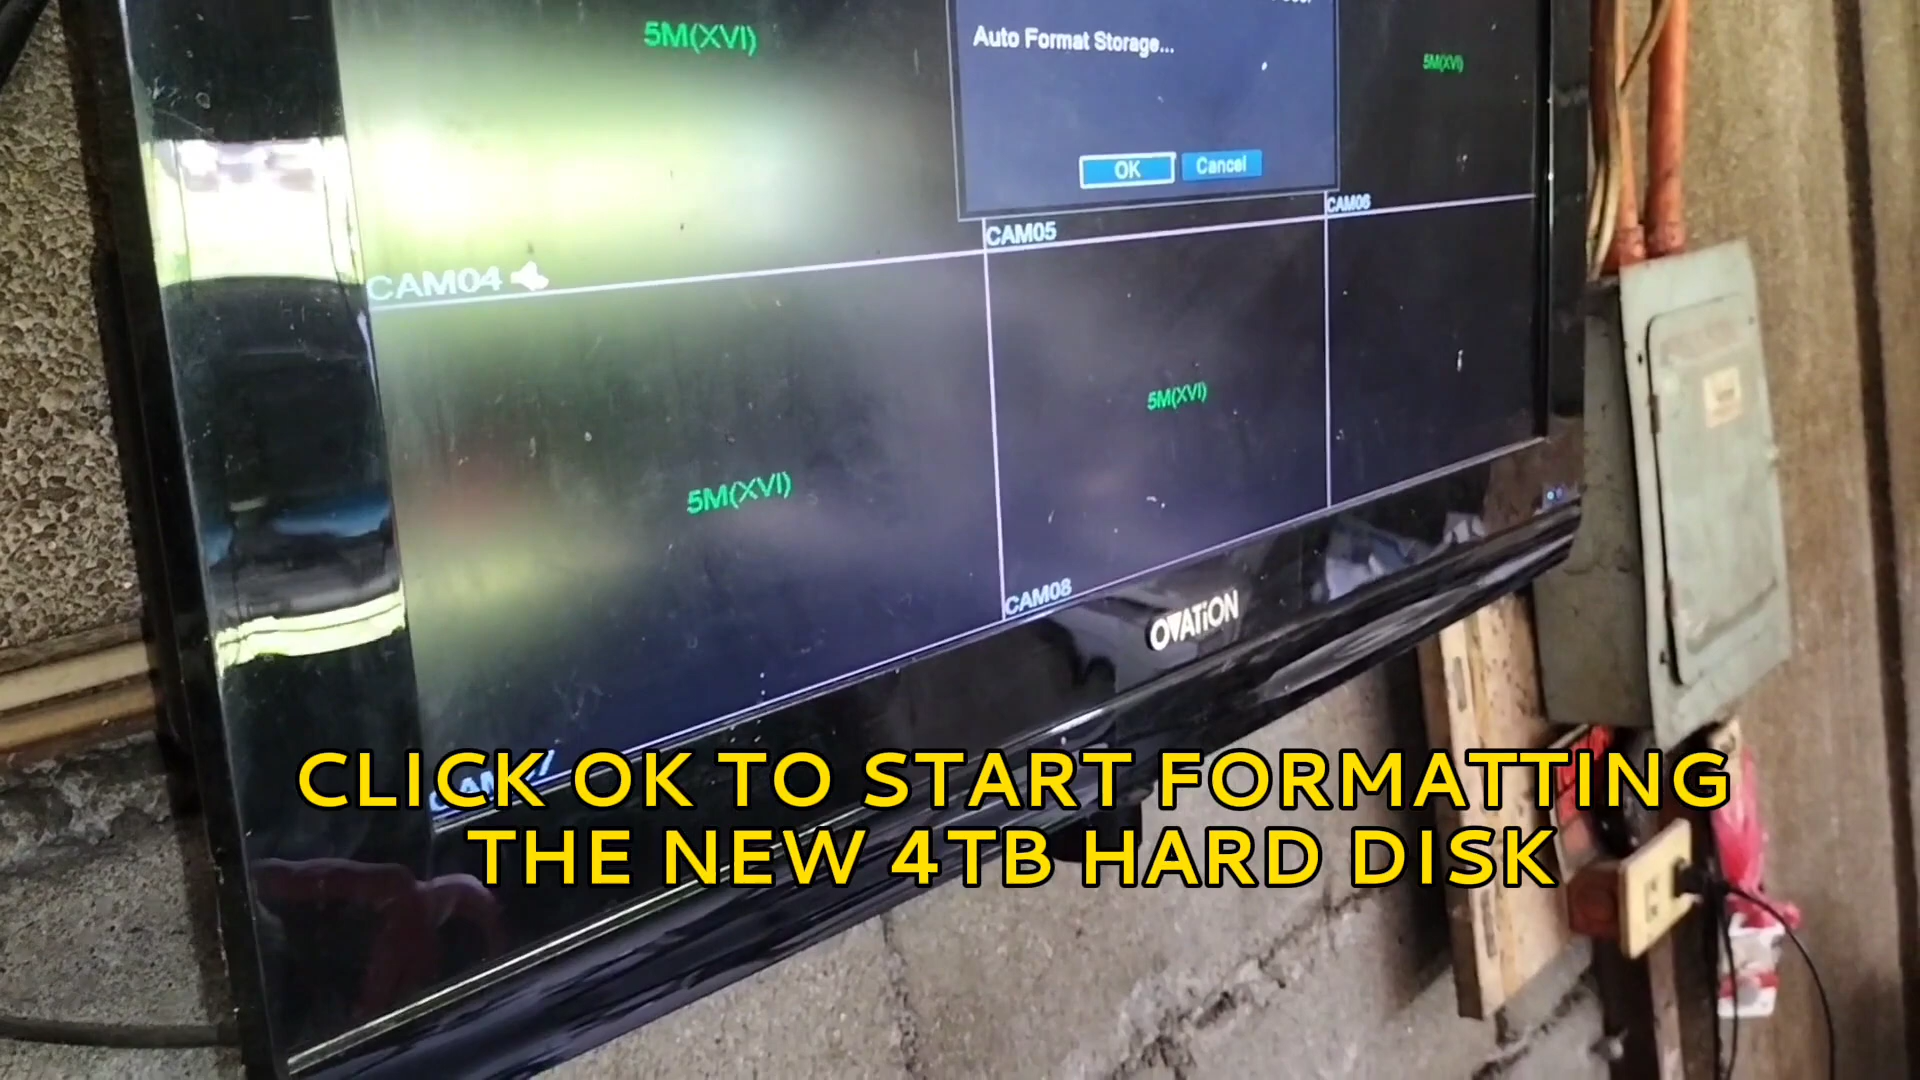 5M(XVI)
Auto Format Storage...
5M(XVI)
OK
Cancel
CAM04
CAM05
CAM06
5M(XVI)
5M(XVI)
CAM08
OVATiON
CLICK OK TO START FORMATTING
THE NEW 4TB HARD DISK